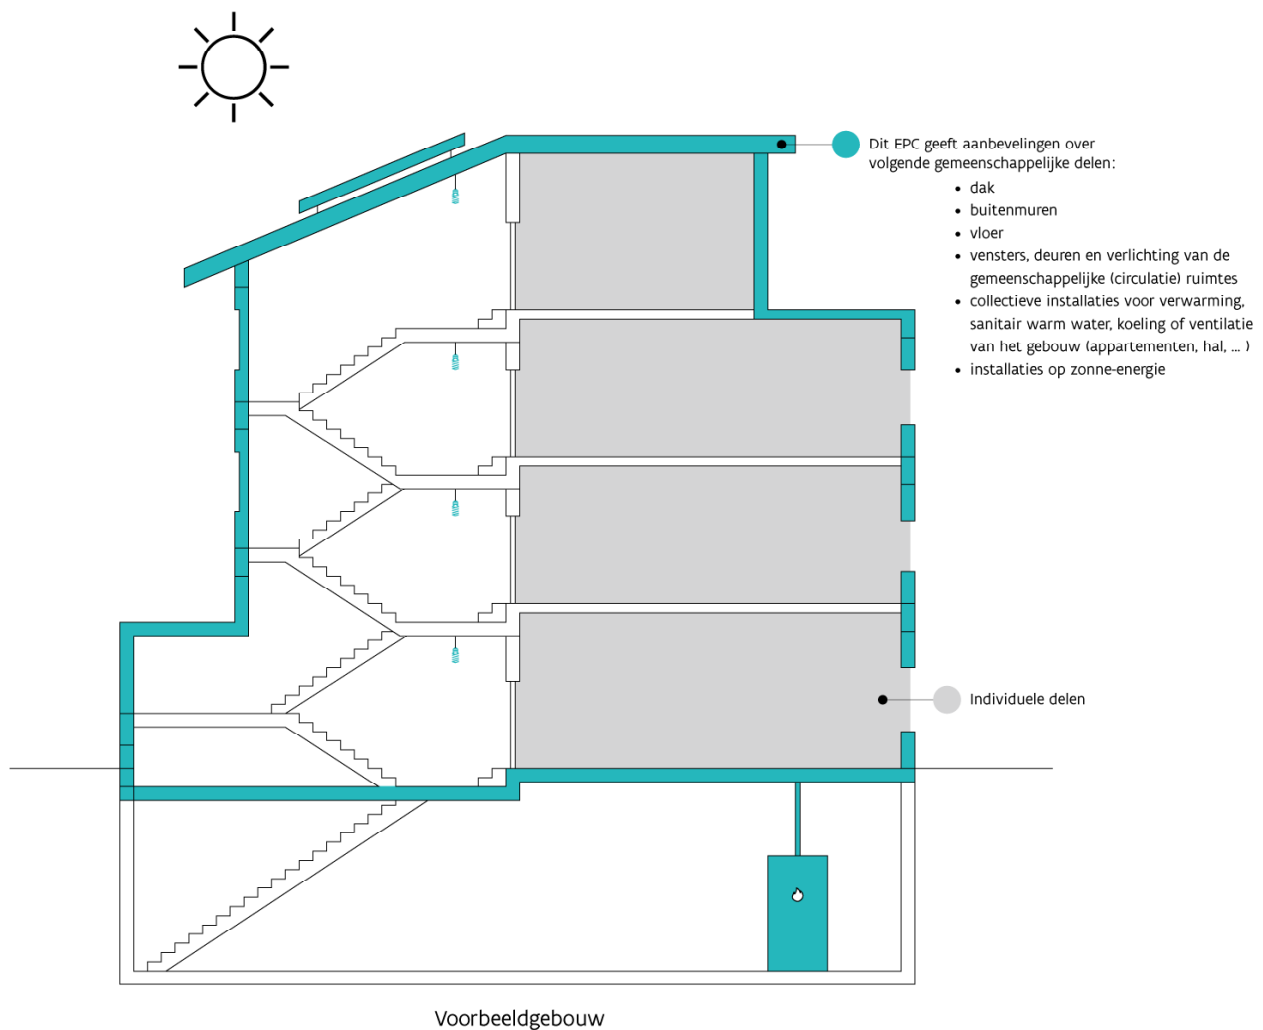 Dit EPC geeft aanbevelingen over
volgende gemeenschappelijke delen:
• dak
• buitenmuren
• vloer
• vensters, deuren en verlichting van de
gemeenschappelijke (circulatie) ruimtes
• collectieve installaties voor verwarming,
sanitair warm water, koeling of ventilatie
van het gebouw (appartementen, hal, ... )
• installaties op zonne-energie
Individuele delen
Voorbeeldgebouw